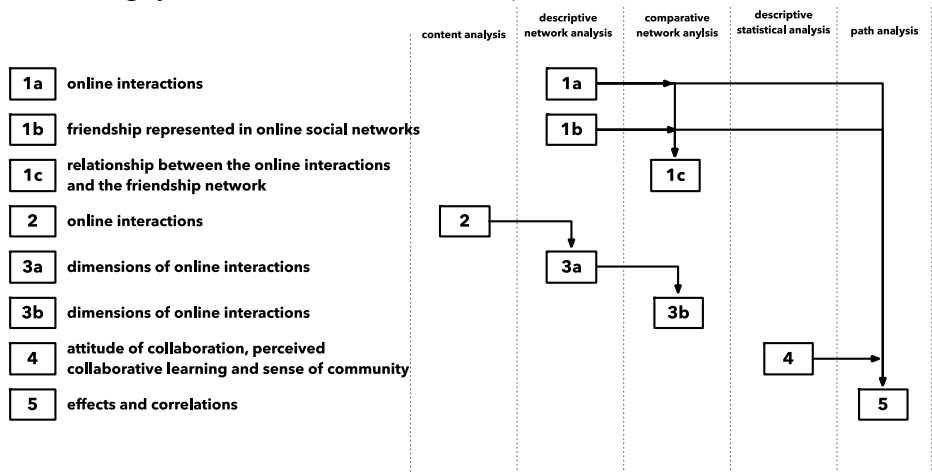 content analysis
descriptive
network analysis
comparative
network anylsis
descriptive
statistical analysis
path analysis
1a online interactions 1a
1b friendship represented in online social networks 1b
1c relationship between the online interactions
and the friendship network 1c
2 online interactions 2
3a dimensions of online interactions 3a
3b dimensions of online interactions 3b
4 attitude of collaboration, perceived
collaborative learning and sense of community 4
5 effects and correlations 5